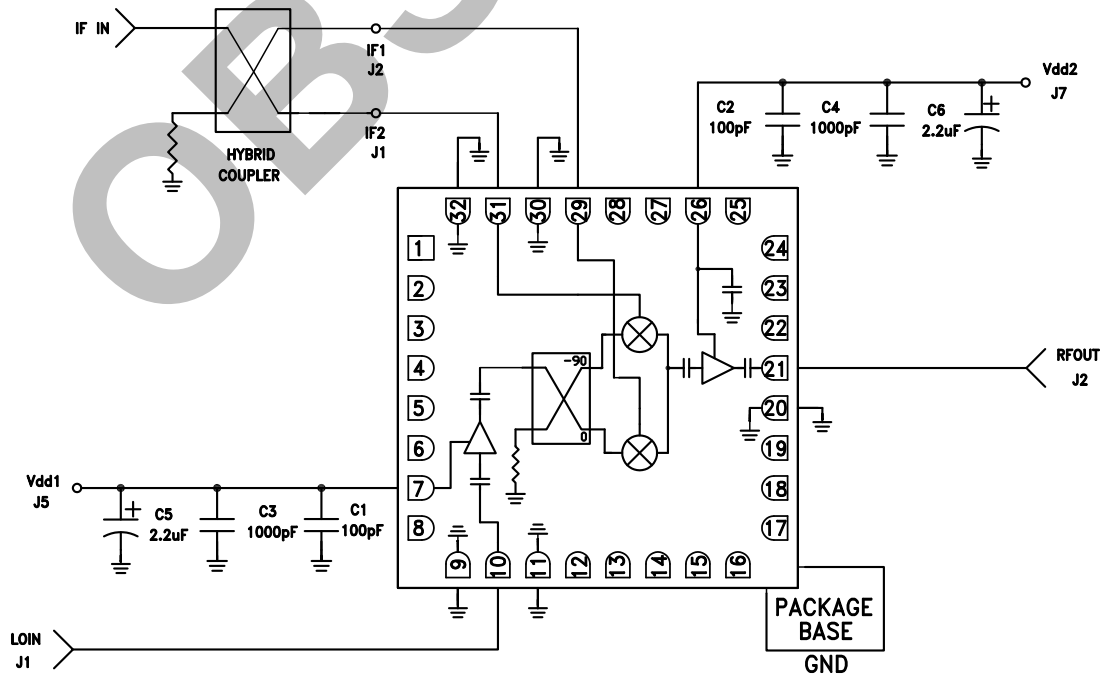 IF IN
IF1
J2
IF2
J1
HYBRID
COUPLER
Vdd2
J7
C2
100pF
C4
1000pF
C6
2.2uF
+
32
31
30
29
28
27
26
25
1
2
3
4
5
6
7
8
24
23
22
21
20
19
18
17
-90
0
RFOUT
J2
Vdd1
J5
+
C5
2.2uF
C3
1000pF
C1
100pF
9
10
11
12
13
14
15
16
LOIN
J1
PACKAGE
BASE
GND
OBS